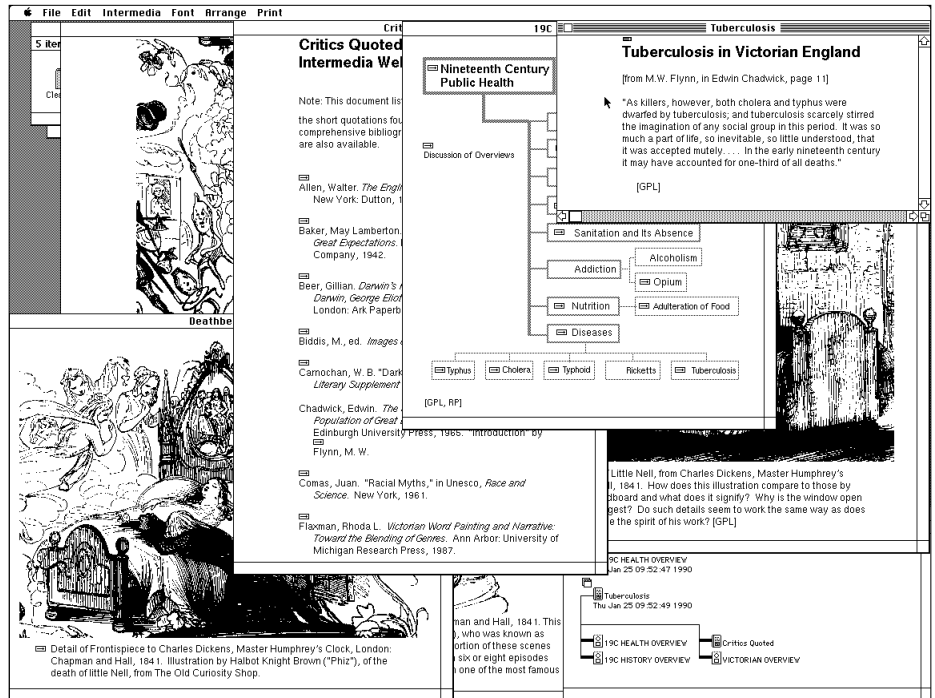 File Edit Intermedia Font Arrange Print
5 iter
Cle
Crit
Critics Quoted
Intermedia We
Note: This document lis
the short quotations fou
comprehensive bibliogr
are also available.
Allen, Walter. The Engli
New York: Dutton, 1
Baker, May Lamberton.
Great Expectations.
Company, 1942.
Beer, Gillian. Darwin's
Darwin, George Eliot
London: Ark Paperb
Biddis, M., ed. Images
Carnochan, W. B. "Dark
Literary Supplement
Chadwick, Edwin. The
Population of Great
Edinburgh University Press, 1965. "Introduction" by
Flynn, M. W.
Comas, Juan. "Racial Myths," in Unesco, Race and
Science. New York, 1961.
Flaxman, Rhoda L. Victorian Word Painting and Narrative:
Toward the Blending of Genres. Ann Arbor: University of
Michigan Research Press, 1987.
19C
Nineteenth Century
Public Health
Discussion of Overviews
Sanitation and Its Absence
Addiction
Alcoholism
Opium
Nutrition
Adulteration of Food
Diseases
Typhus
Cholera
Typhoid
Ricketts
Tuberculosis
[GPL, RP]
Tuberculosis
Tuberculosis in Victorian England
[from M.W. Flynn, in Edwin Chadwick, page 11]
"As killers, however, both cholera and typhus were
dwarfed by tuberculosis; and tuberculosis scarcely stirred
the imagination of any social group in this period. It was so
much a part of life, so inevitable, so little understood, that
it was accepted mutely. . . . In the early nineteenth century
it may have accounted for one-third of all deaths."
[GPL]
Little Nell, from Charles Dickens, Master Humphrey's
ll, 1841. How does this illustration compare to those by
dboard and what does it signify? Why is the window open
gest? Do such details seem to work the same way as does
e the spirit of his work? [GPL]
Deathbe
Detail of Frontispiece to Charles Dickens, Master Humphrey's Clock, London:
Chapman and Hall, 1841. Illustration by Halbot Knight Brown ("Phiz"), of the
death of little Nell, from The Old Curiosity Shop.
man and Hall, 1841. This
), who was known as
ortion of these scenes
six or eight episodes
one of the most famous
19C HEALTH OVERVIEW
Jan 25 09:52:47 1990
Tuberculosis
Thu Jan 25 09:52:49 1990
19C HEALTH OVERVIEW
Critics Quoted
19C HISTORY OVERVIEW
VICTORIAN OVERVIEW